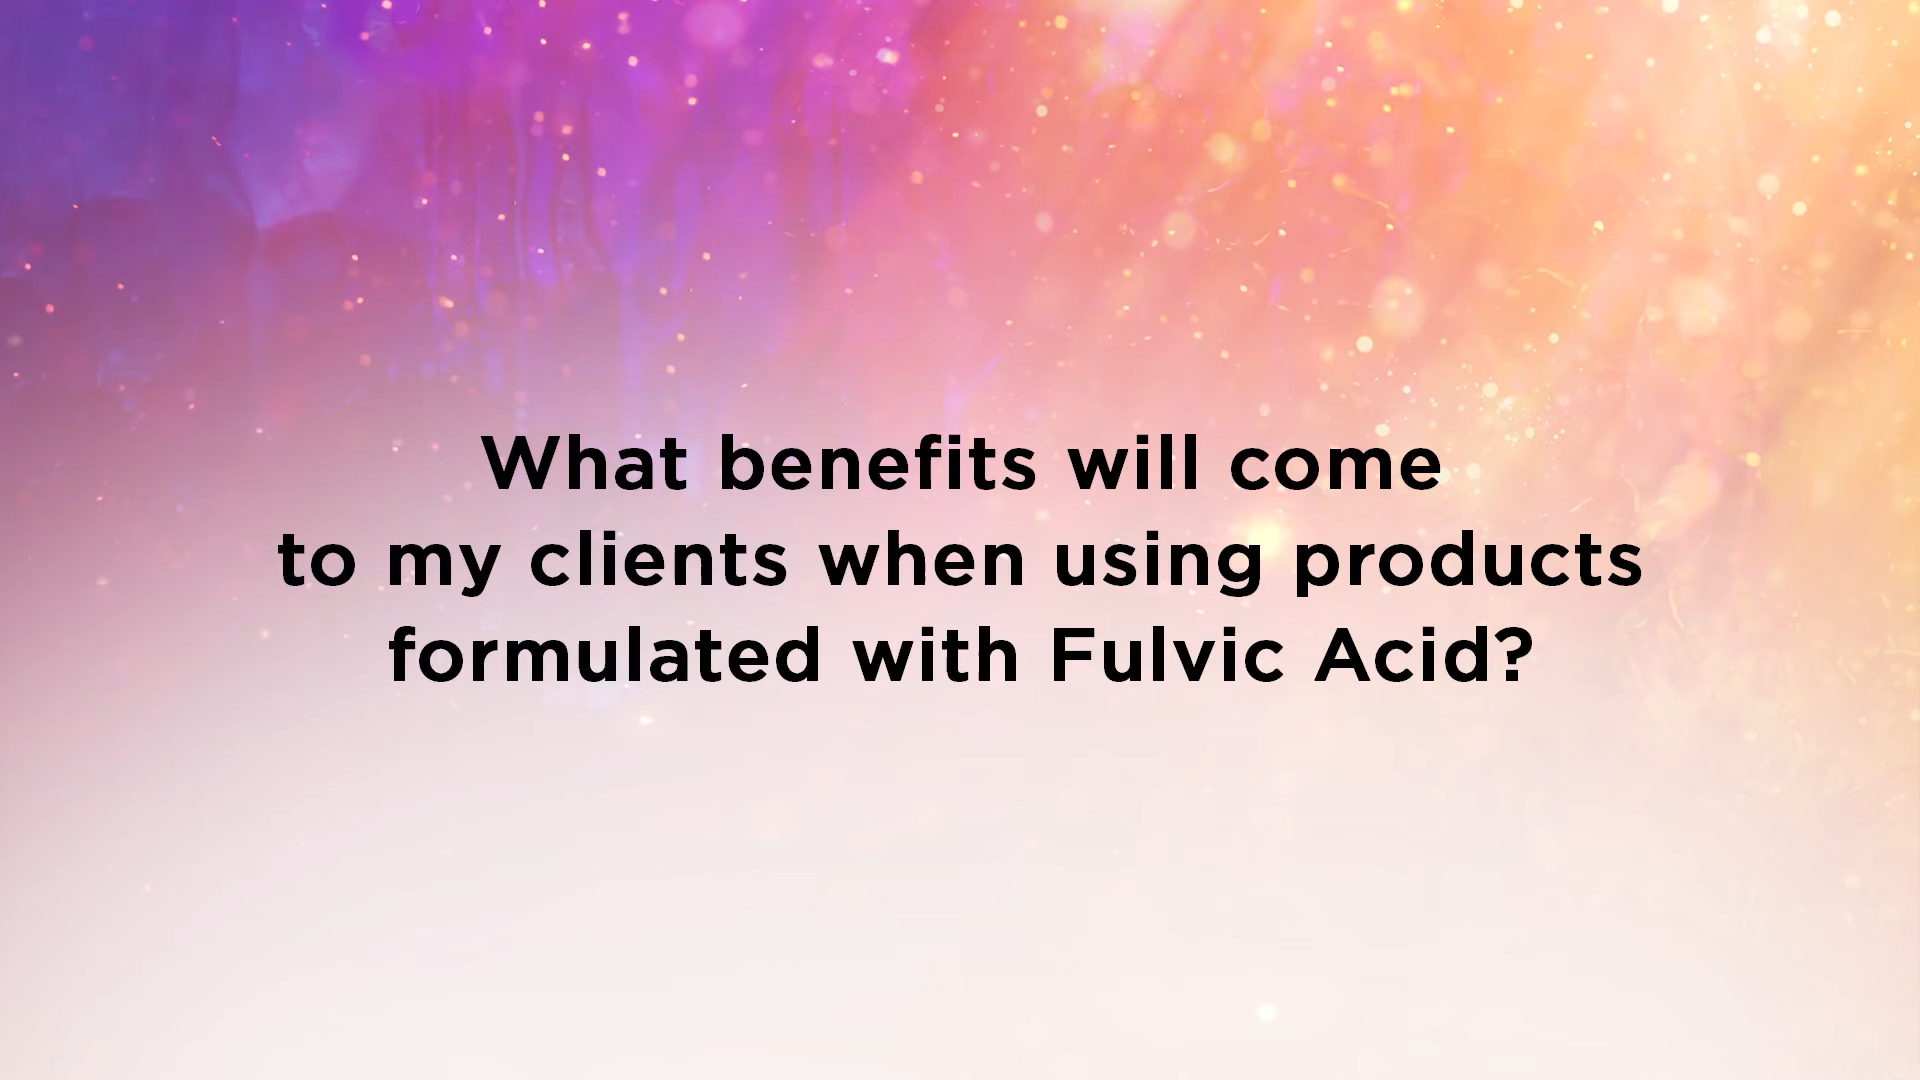 What benefits will come
to my clients when using products
formulated with Fulvic Acid?